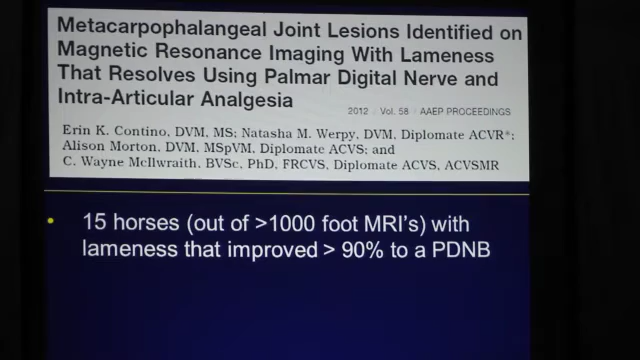 Metacarpophalangeal Joint Lesions Identified on
Magnetic Resonance Imaging With Lameness
That Resolves Using Palmar Digital Nerve and
Intra-Articular Analgesia
2012 / Vol. 58 / AAEP PROCEEDINGS
Erin K. Contino, DVM, MS; Natasha M. Werpy, DVM, Diplomate ACVR*;
Alison Morton, DVM, MSpVM, Diplomate ACVS; and
C. Wayne McIlwraith, BVSc, PhD, FRCVS, Diplomate ACVS, ACVSMR
• 15 horses (out of >1000 foot MRI's) with
lameness that improved > 90% to a PDNB